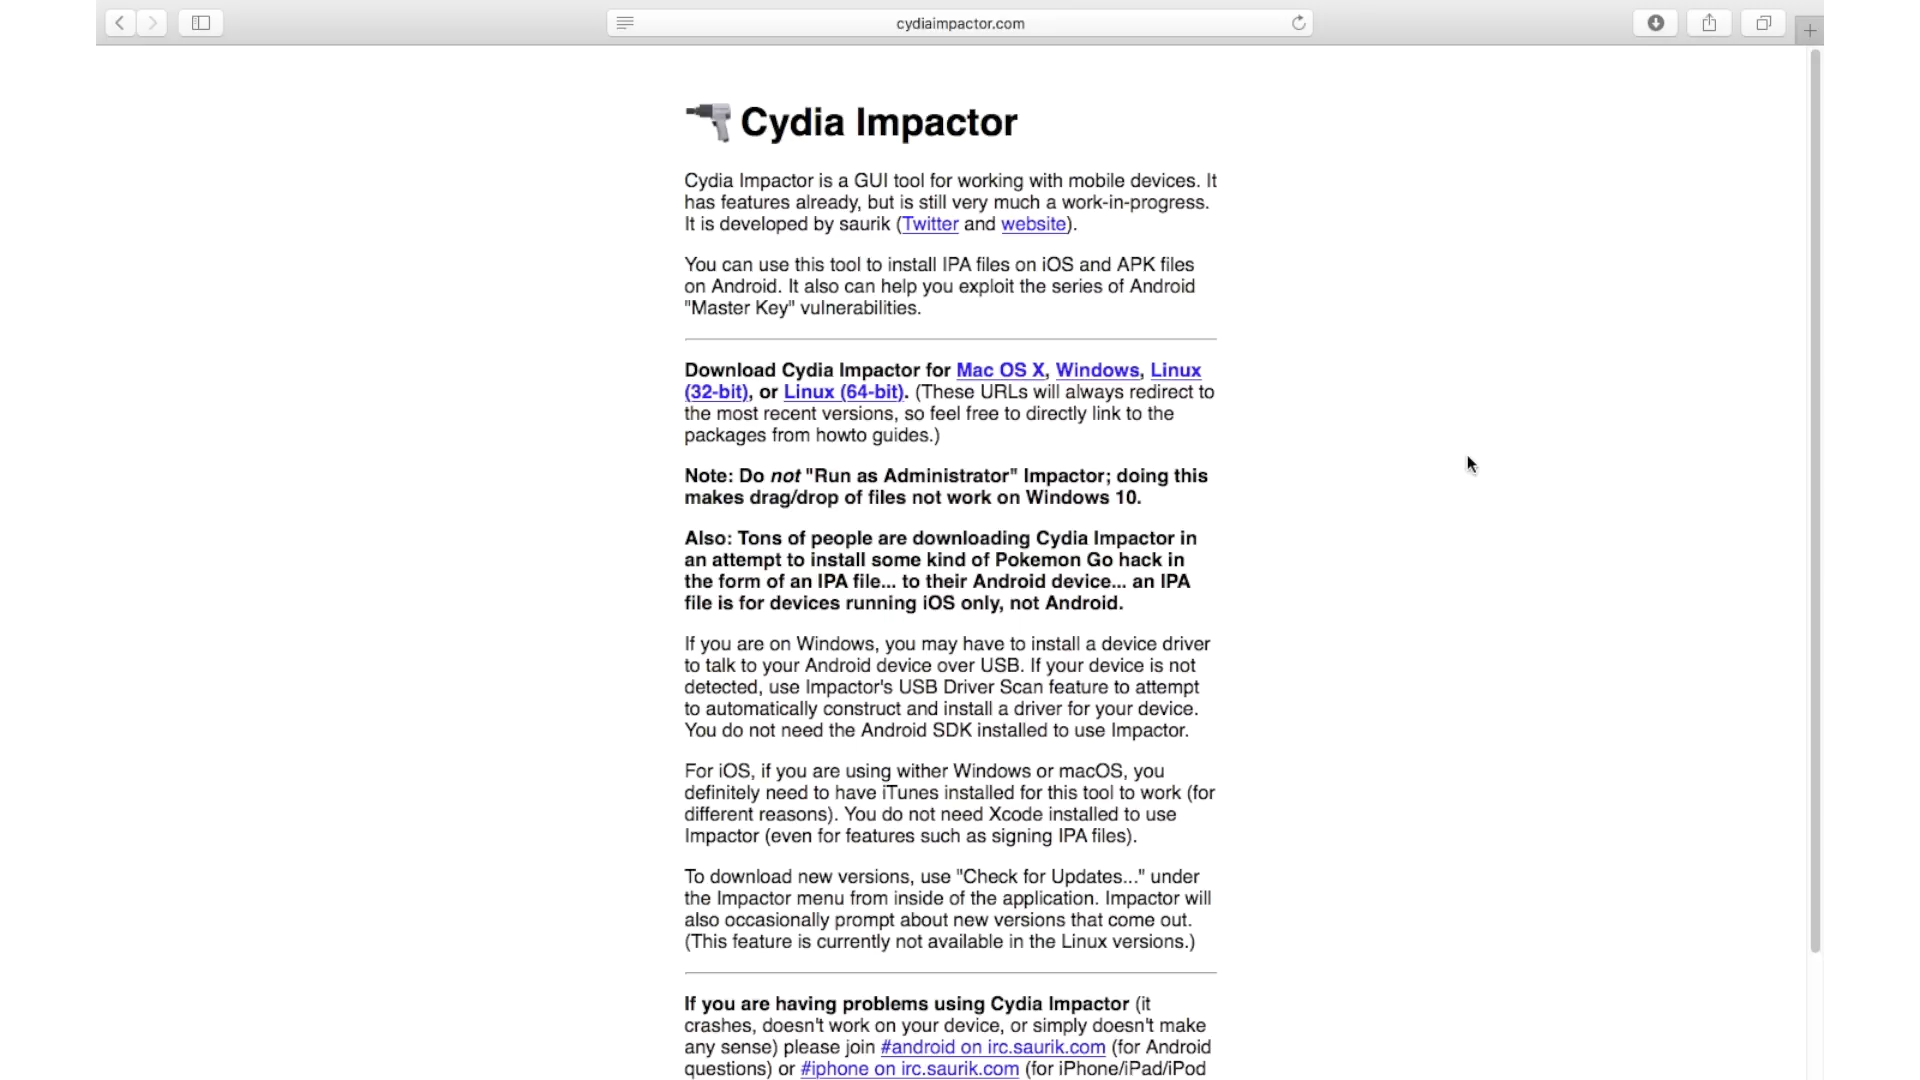 cydiaimpactor.com
Cydia Impactor
Cydia Impactor is a GUI tool for working with mobile devices. It
has features already, but is still very much a work-in-progress.
It is developed by saurik (Twitter and website).
You can use this tool to install IPA files on iOS and APK files
on Android. It also can help you exploit the series of Android
"Master Key" vulnerabilities.
Download Cydia Impactor for Mac OS X, Windows, Linux
(32-bit), or Linux (64-bit). (These URLs will always redirect to
the most recent versions, so feel free to directly link to the
packages from howto guides.)
Note: Do not "Run as Administrator" Impactor; doing this
makes drag/drop of files not work on Windows 10.
Also: Tons of people are downloading Cydia Impactor in
an attempt to install some kind of Pokemon Go hack in
the form of an IPA file... to their Android device... an IPA
file is for devices running iOS only, not Android.
If you are on Windows, you may have to install a device driver
to talk to your Android device over USB. If your device is not
detected, use Impactor's USB Driver Scan feature to attempt
to automatically construct and install a driver for your device.
You do not need the Android SDK installed to use Impactor.
For iOS, if you are using wither Windows or macOS, you
definitely need to have iTunes installed for this tool to work (for
different reasons). You do not need Xcode installed to use
Impactor (even for features such as signing IPA files).
To download new versions, use "Check for Updates..." under
the Impactor menu from inside of the application. Impactor will
also occasionally prompt about new versions that come out.
(This feature is currently not available in the Linux versions.)
If you are having problems using Cydia Impactor (it
crashes, doesn't work on your device, or simply doesn't make
any sense) please join #android on irc.saurik.com (for Android
questions) or #iphone on irc.saurik.com (for iPhone/iPad/iPod